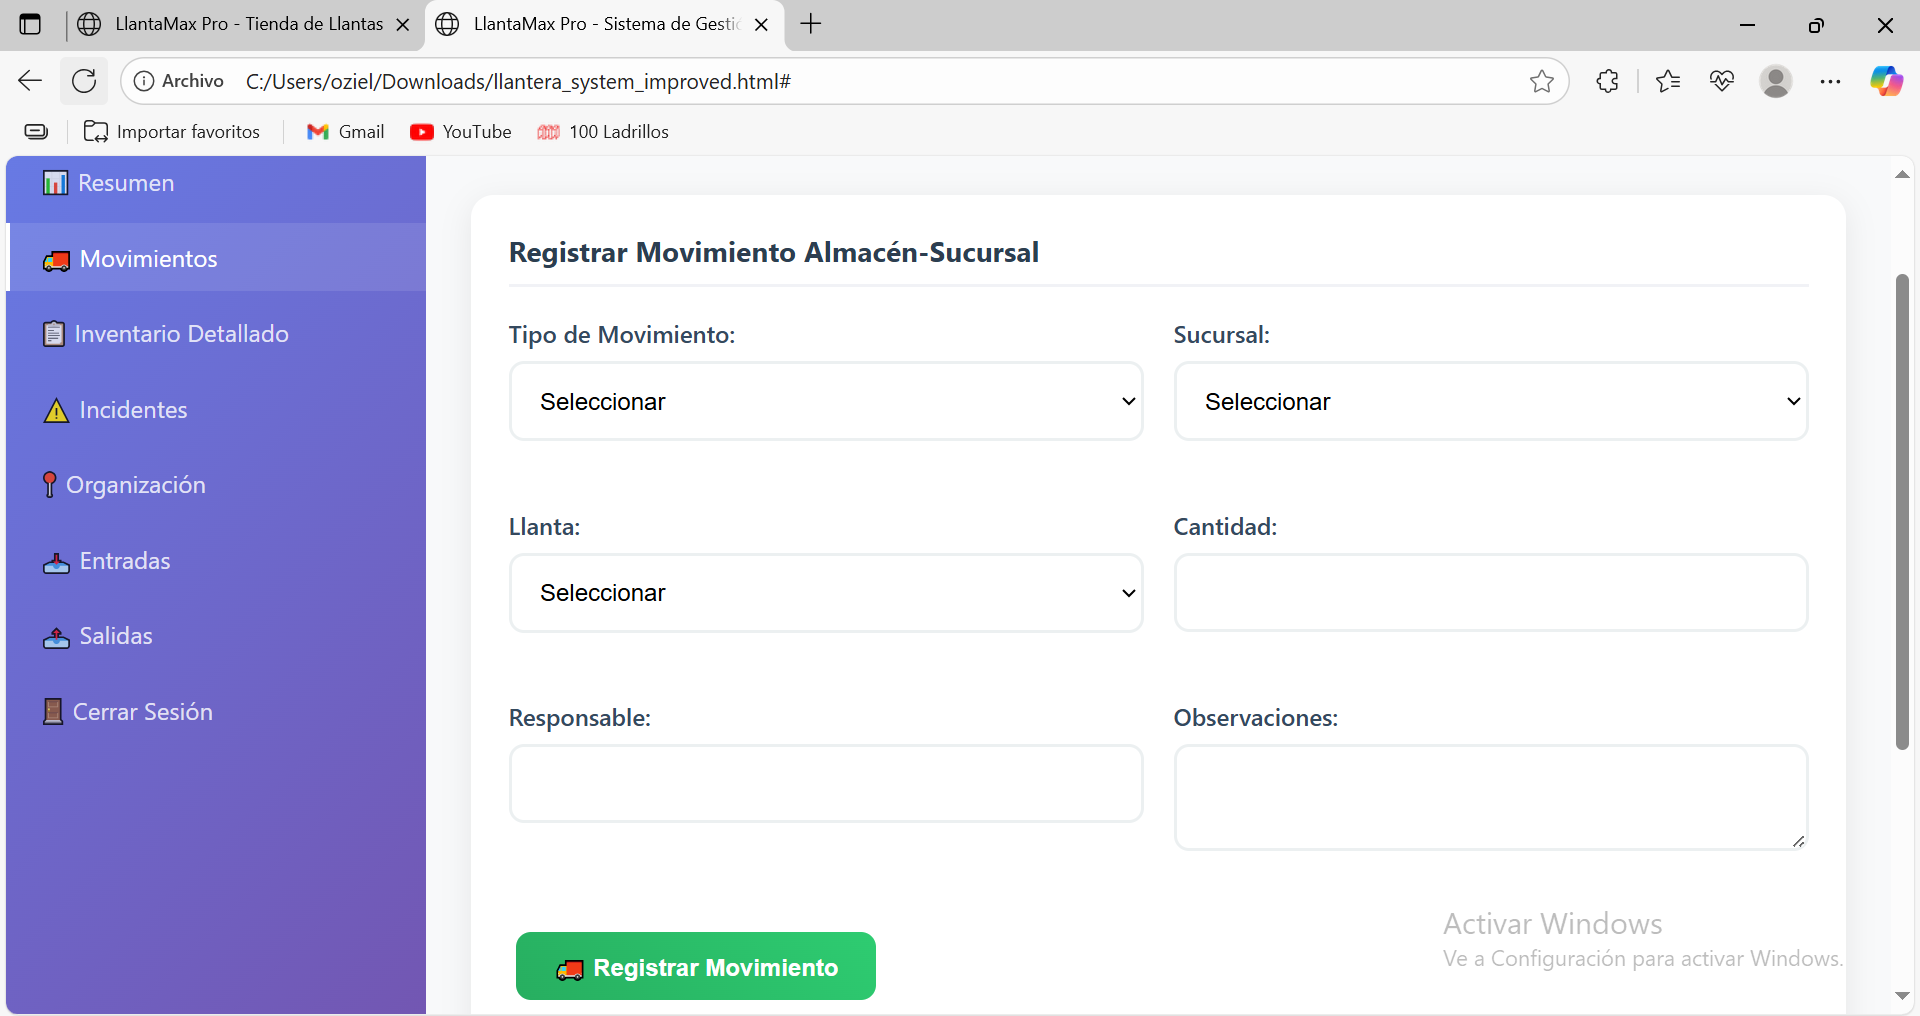 LlantaMax Pro - Tienda de Llantas
LlantaMax Pro - Sistema de Gesti
Archivo
C:/Users/oziel/Downloads/llantera_system_improved.html#
Importar favoritos
Gmail
YouTube
100 Ladrillos
Resumen
Movimientos
Inventario Detallado
Incidentes
Organización
Entradas
Salidas
Cerrar Sesión
Registrar Movimiento Almacén-Sucursal
Tipo de Movimiento:
Seleccionar
Sucursal:
Seleccionar
Llanta:
Seleccionar
Cantidad:
Responsable:
Observaciones:
Registrar Movimiento
Activar Windows
Ve a Configuración para activar Windows.